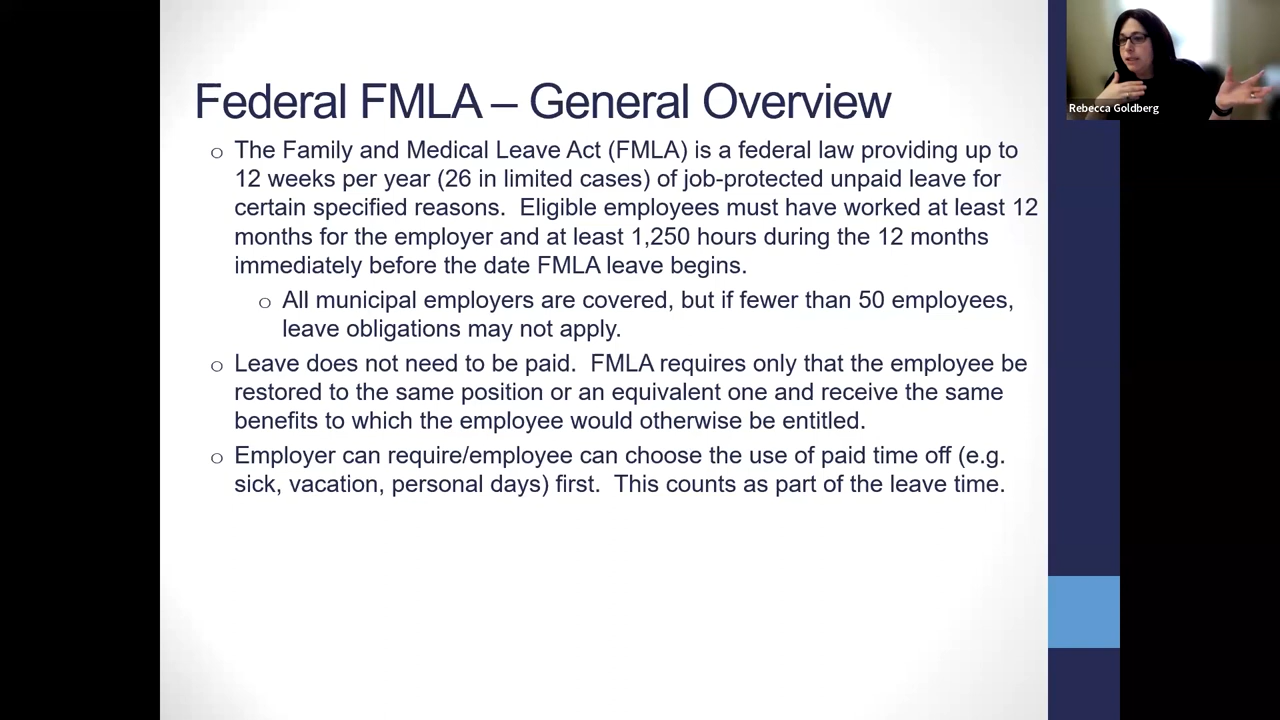 Federal FMLA – General Overview
Rebecca Goldberg
o The Family and Medical Leave Act (FMLA) is a federal law providing up to
12 weeks per year (26 in limited cases) of job-protected unpaid leave for
certain specified reasons.  Eligible employees must have worked at least 12
months for the employer and at least 1,250 hours during the 12 months
immediately before the date FMLA leave begins.
o All municipal employers are covered, but if fewer than 50 employees,
leave obligations may not apply.
o Leave does not need to be paid.  FMLA requires only that the employee be
restored to the same position or an equivalent one and receive the same
benefits to which the employee would otherwise be entitled.
o Employer can require/employee can choose the use of paid time off (e.g.
sick, vacation, personal days) first.  This counts as part of the leave time.